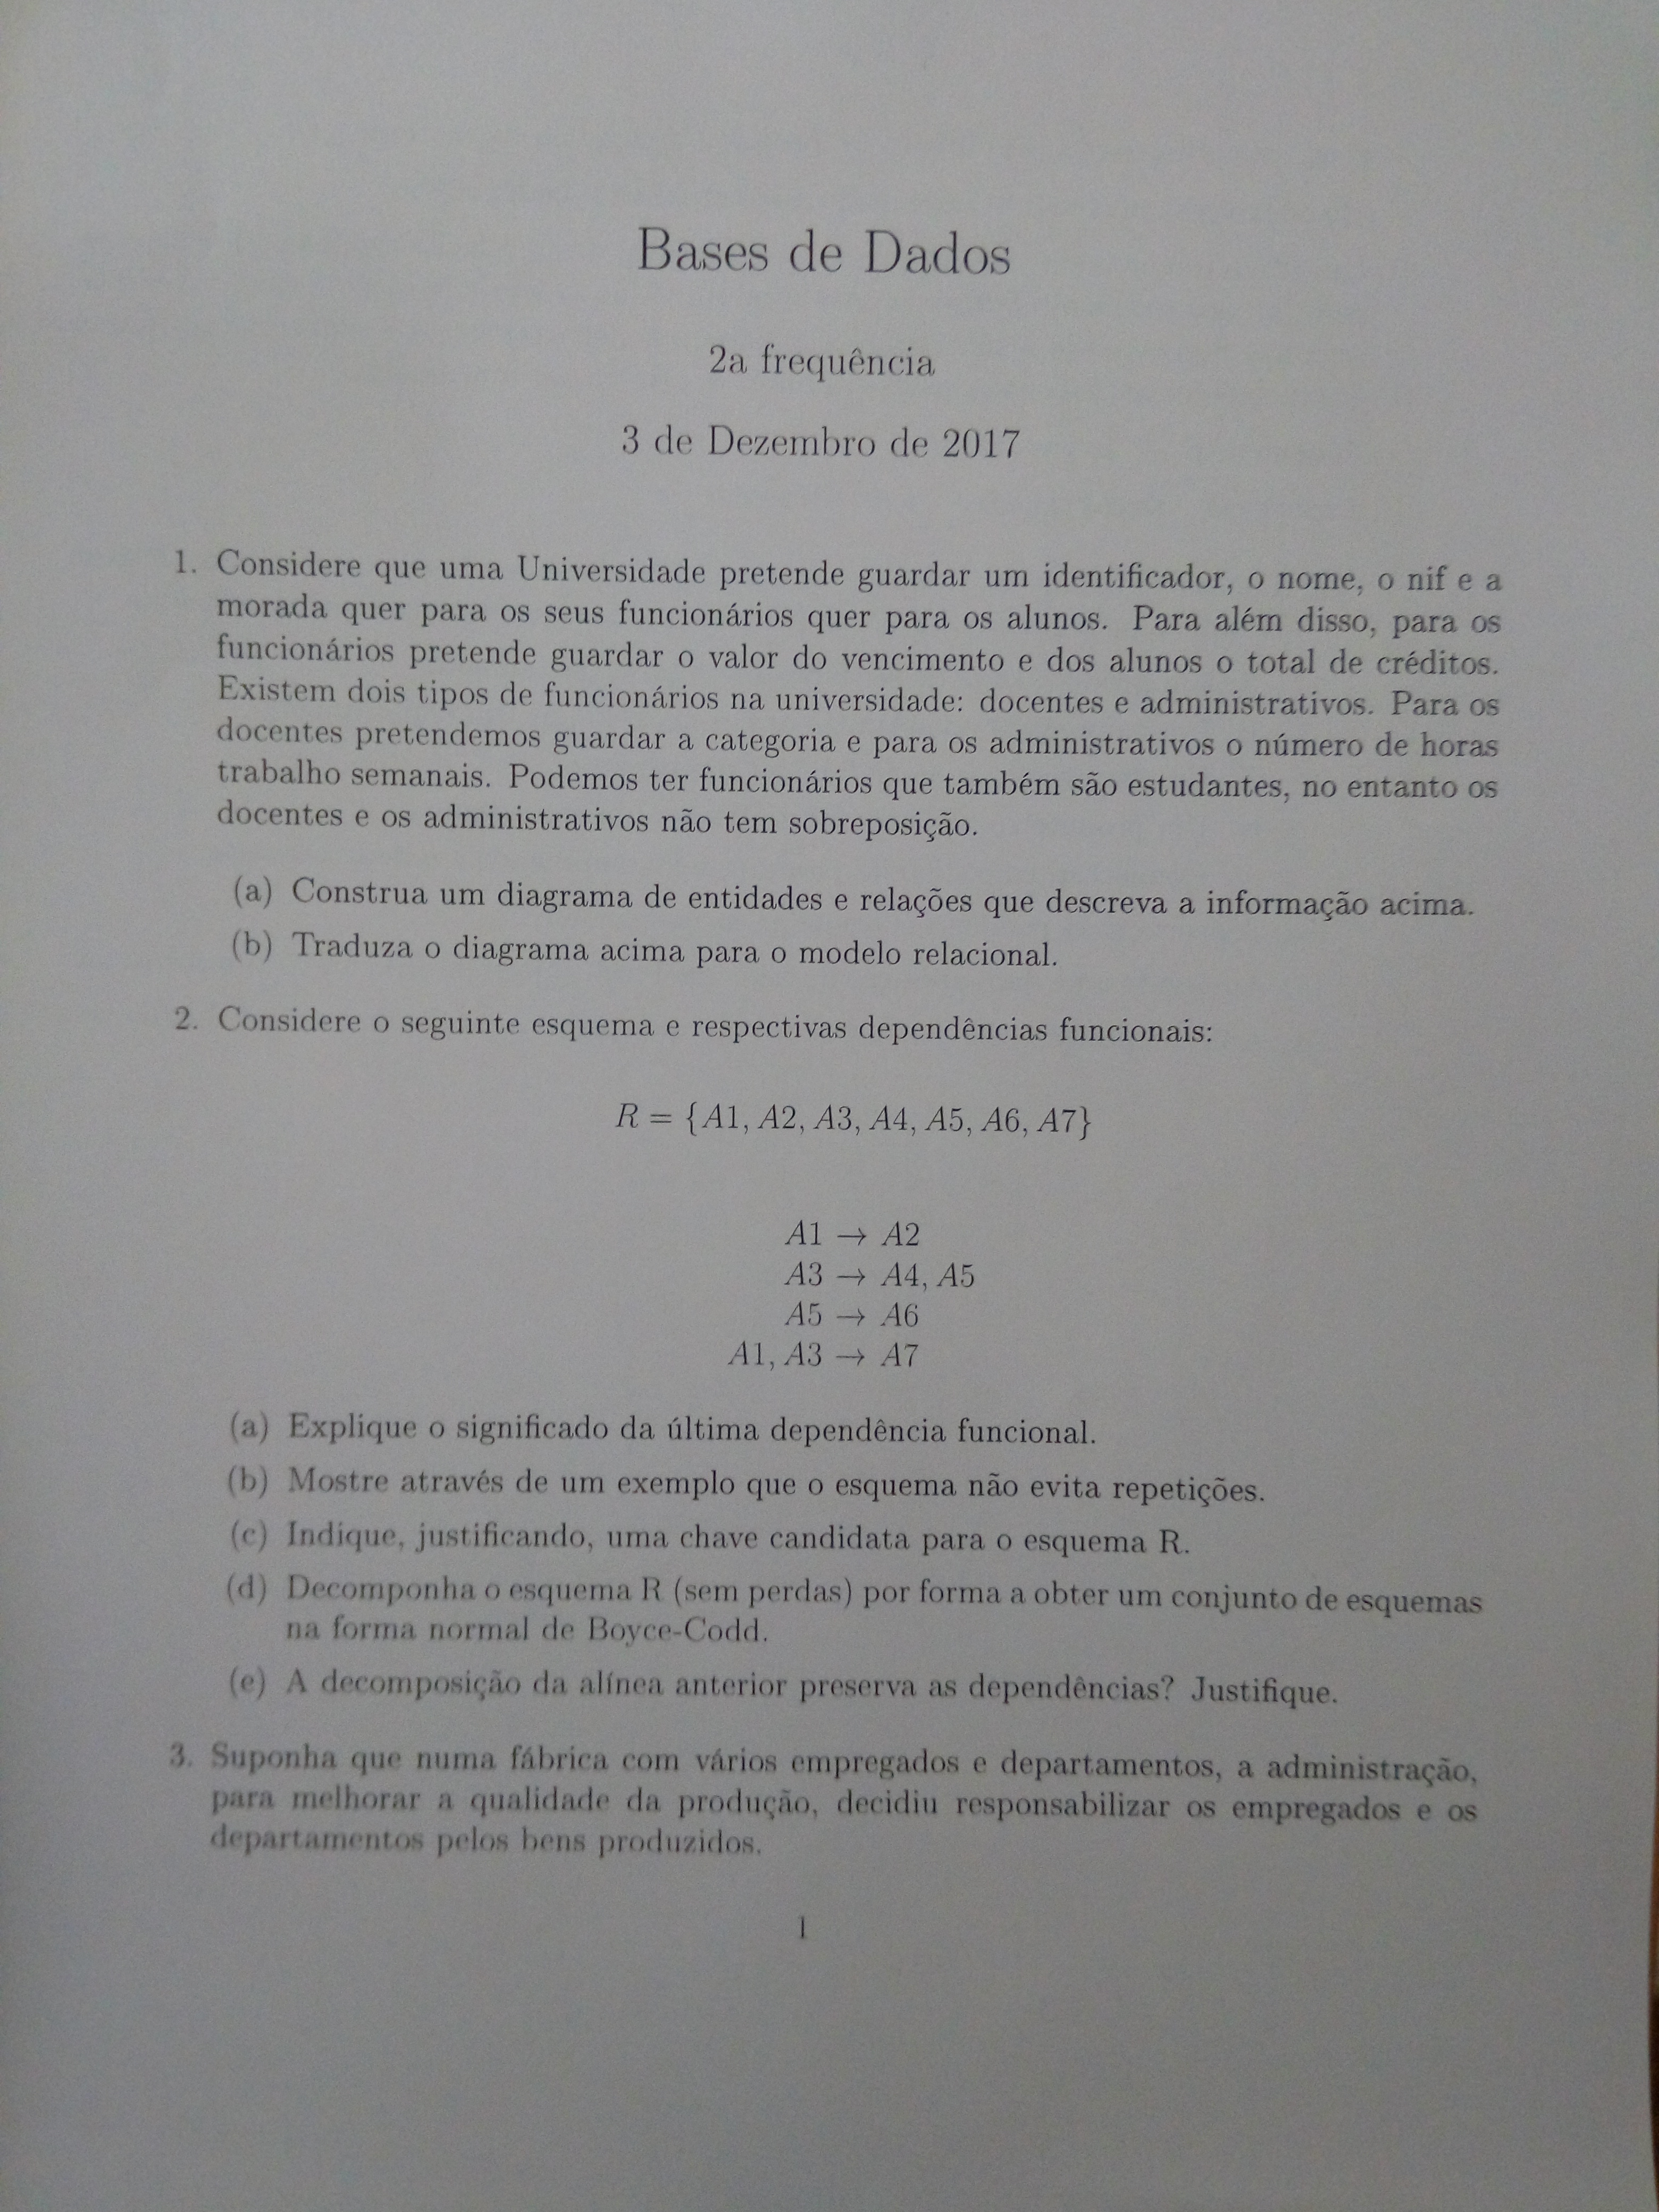 Bases de Dados
2a frequência
3 de Dezembro de 2017
1. Considere que uma Universidade pretende guardar um identificador, o nome, o nif e a
morada quer para os seus funcionários quer para os alunos. Para além disso, para os
funcionários pretende guardar o valor do vencimento e dos alunos o total de créditos.
Existem dois tipos de funcionários na universidade: docentes e administrativos. Para os
docentes pretendemos guardar a categoria e para os administrativos o número de horas
trabalho semanais. Podemos ter funcionários que também são estudantes, no entanto os
docentes e os administrativos não tem sobreposição.
(a) Construa um diagrama de entidades e relações que descreva a informação acima.
(b) Traduza o diagrama acima para o modelo relacional.
2. Considere o seguinte esquema e respectivas dependências funcionais:
R = {A1, A2, A3, A4, A5, A6, A7}
A1 → A2
A3 → A4, A5
A5 → A6
A1, A3 → A7
(a) Explique o significado da última dependência funcional.
(b) Mostre através de um exemplo que o esquema não evita repetições.
(c) Indique, justificando, uma chave candidata para o esquema R.
(d) Decomponha o esquema R (sem perdas) por forma a obter um conjunto de esquemas
na forma normal de Boyce-Codd.
(e) A decomposição da alínea anterior preserva as dependências? Justifique.
3. Suponha que numa fábrica com vários empregados e departamentos, a administração,
para melhorar a qualidade da produção, decidiu responsabilizar os empregados e os
departamentos pelos bens produzidos.
1